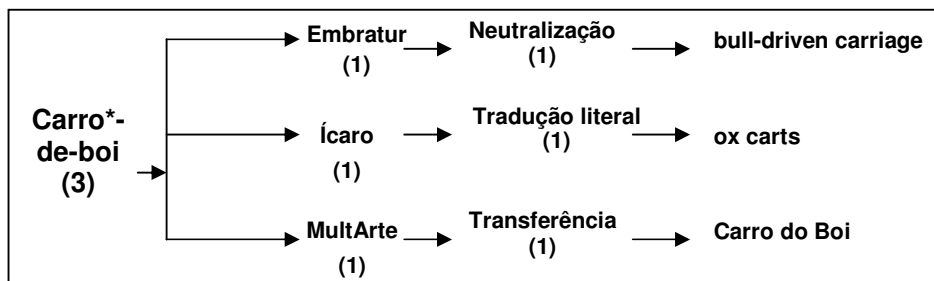 Carro*-
de-boi
(3)
Embratur
(1)
Neutralização
(1)
bull-driven carriage
Ícaro
(1)
Tradução literal
(1)
ox carts
MultArte
(1)
Transferência
(1)
Carro do Boi